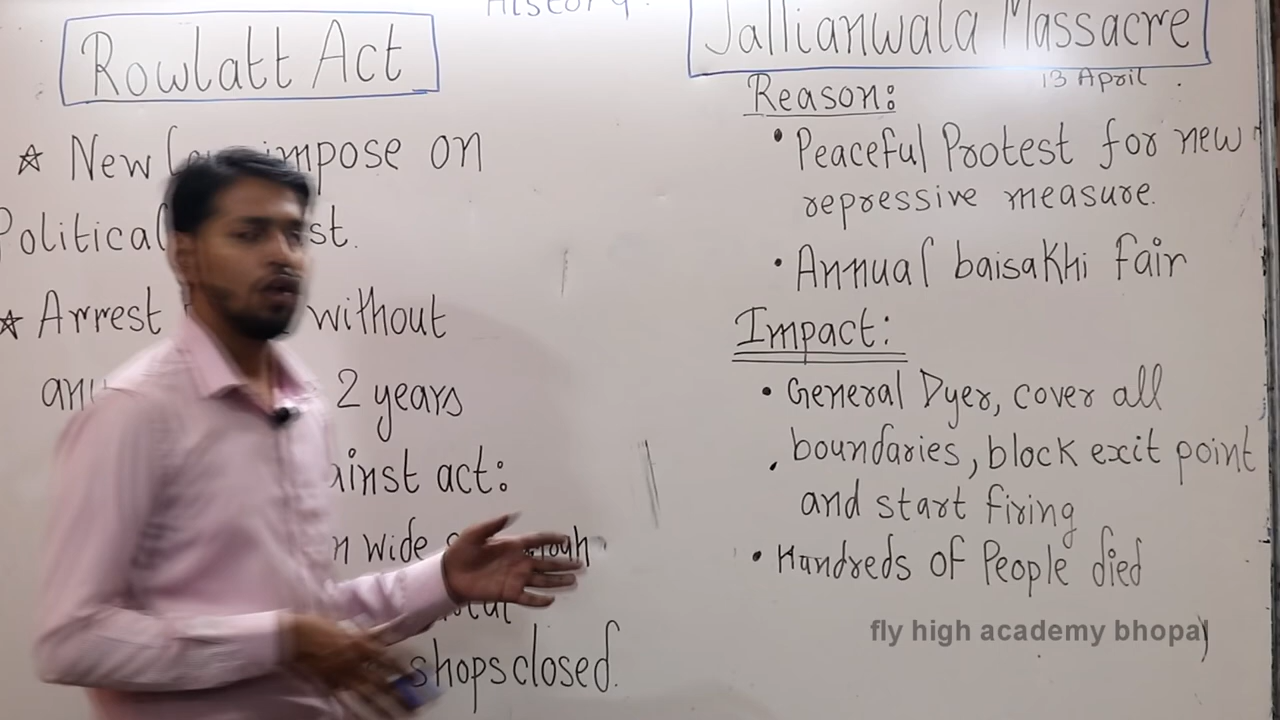 History
Rowlatt Act
☆ New impose on
Political
☆ Arrest without
2 years
act:
wide
shops closed.
Jallianwala Massacre
13 April
Reason:
• Peaceful Protest for new
repressive measure.
• Annual baisakhi fair
Impact:
• General Dyer, cover all
boundaries, block exit point
and start firing
• Hundreds of People died
fly high academy bhopal